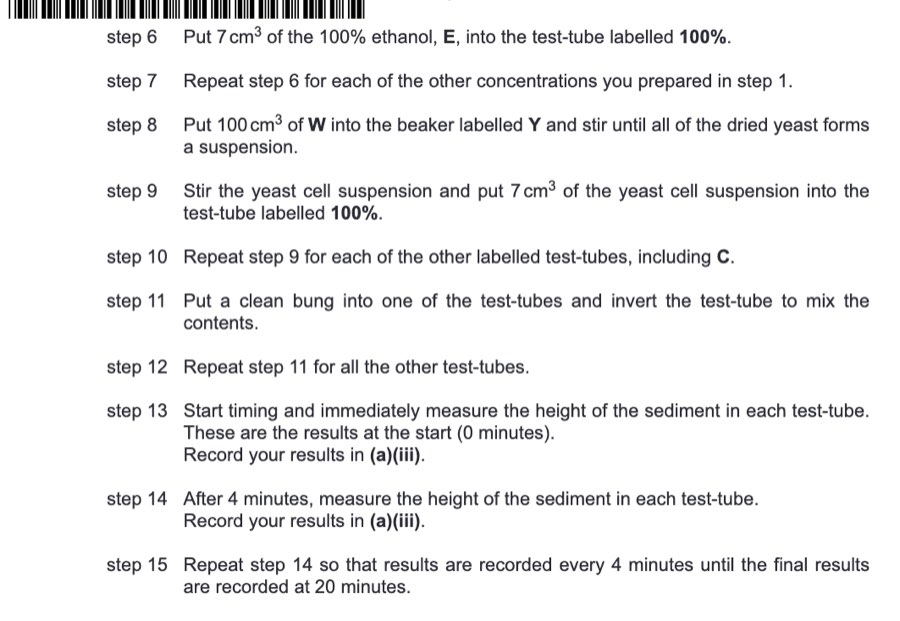 step 6 Put 7 cm³ of the 100% ethanol, E, into the test-tube labelled 100%.
step 7 Repeat step 6 for each of the other concentrations you prepared in step 1.
step 8 Put 100 cm³ of W into the beaker labelled Y and stir until all of the dried yeast forms
a suspension.
step 9 Stir the yeast cell suspension and put 7 cm³ of the yeast cell suspension into the
test-tube labelled 100%.
step 10 Repeat step 9 for each of the other labelled test-tubes, including C.
step 11 Put a clean bung into one of the test-tubes and invert the test-tube to mix the
contents.
step 12 Repeat step 11 for all the other test-tubes.
step 13 Start timing and immediately measure the height of the sediment in each test-tube.
These are the results at the start (0 minutes).
Record your results in (a)(iii).
step 14 After 4 minutes, measure the height of the sediment in each test-tube.
Record your results in (a)(iii).
step 15 Repeat step 14 so that results are recorded every 4 minutes until the final results
are recorded at 20 minutes.